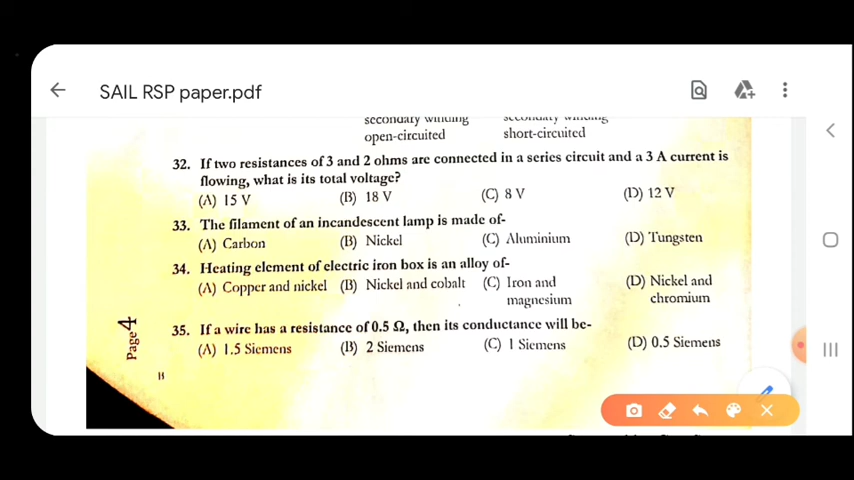 SAIL RSP paper.pdf
secondary winding secondary winding
open-circuited short-circuited
32. If two resistances of 3 and 2 ohms are connected in a series circuit and a 3 A current is
flowing, what is its total voltage?
(A) 15 V (B) 18 V (C) 8 V (D) 12 V
33. The filament of an incandescent lamp is made of-
(A) Carbon (B) Nickel (C) Aluminium (D) Tungsten
34. Heating element of electric iron box is an alloy of-
(A) Copper and nickel (B) Nickel and cobalt (C) Iron and (D) Nickel and
magnesium chromium
35. If a wire has a resistance of 0.5 Ω, then its conductance will be-
(A) 1.5 Siemens (B) 2 Siemens (C) 1 Siemens (D) 0.5 Siemens
Page 4
B